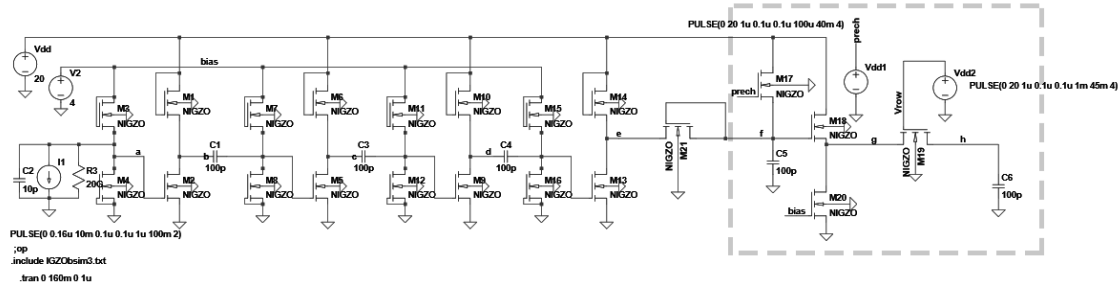 PULSE(0 20 1u 0.1u 0.1u 100u 40m 4)
prech
Vdd
20
V2
4
bias
M3
NIGZO
M1
NIGZO
M7
NIGZO
M6
NIGZO
M11
NIGZO
M10
NIGZO
M15
NIGZO
M14
NIGZO
M17
NIGZO
prech
Vdd1
Vdd2
PULSE(0 20 1u 0.1u 0.1u 1m 45m 4)
Vrow
M18
NIGZO
e
NIGZO
M21
f
g
NIGZO
M19
h
C2
10p
I1
R3
20G
a
M4
NIGZO
b
C1
100p
M2
NIGZO
M8
NIGZO
c
C3
100p
M5
NIGZO
M12
NIGZO
d
C4
100p
M9
NIGZO
M16
NIGZO
M13
NIGZO
C5
100p
bias
M20
NIGZO
C6
100p
PULSE(0 0.16u 10m 0.1u 0.1u 1u 100m 2)
;op
.include IGZObsim3.txt
.tran 0 160m 0 1u